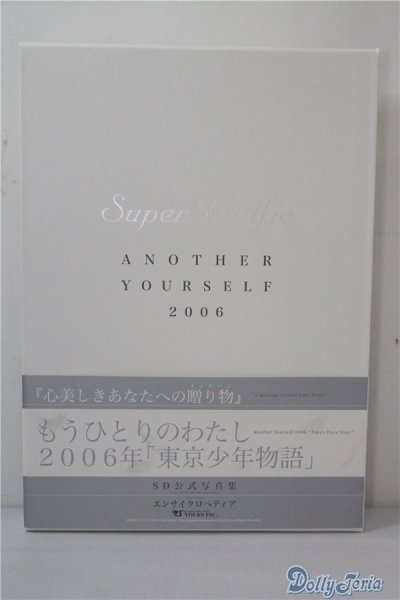 Super Dollfie
ANOTHER
YOURSELF
2006
『心美しきあなたへの贈り物』
もうひとりのわたし
Another Yourself 2006 "Tokyo Boys Story"
2006年「東京少年物語」
SD公式写真集
エンサイクロペディア
VOLKS INC.
DollyTeria